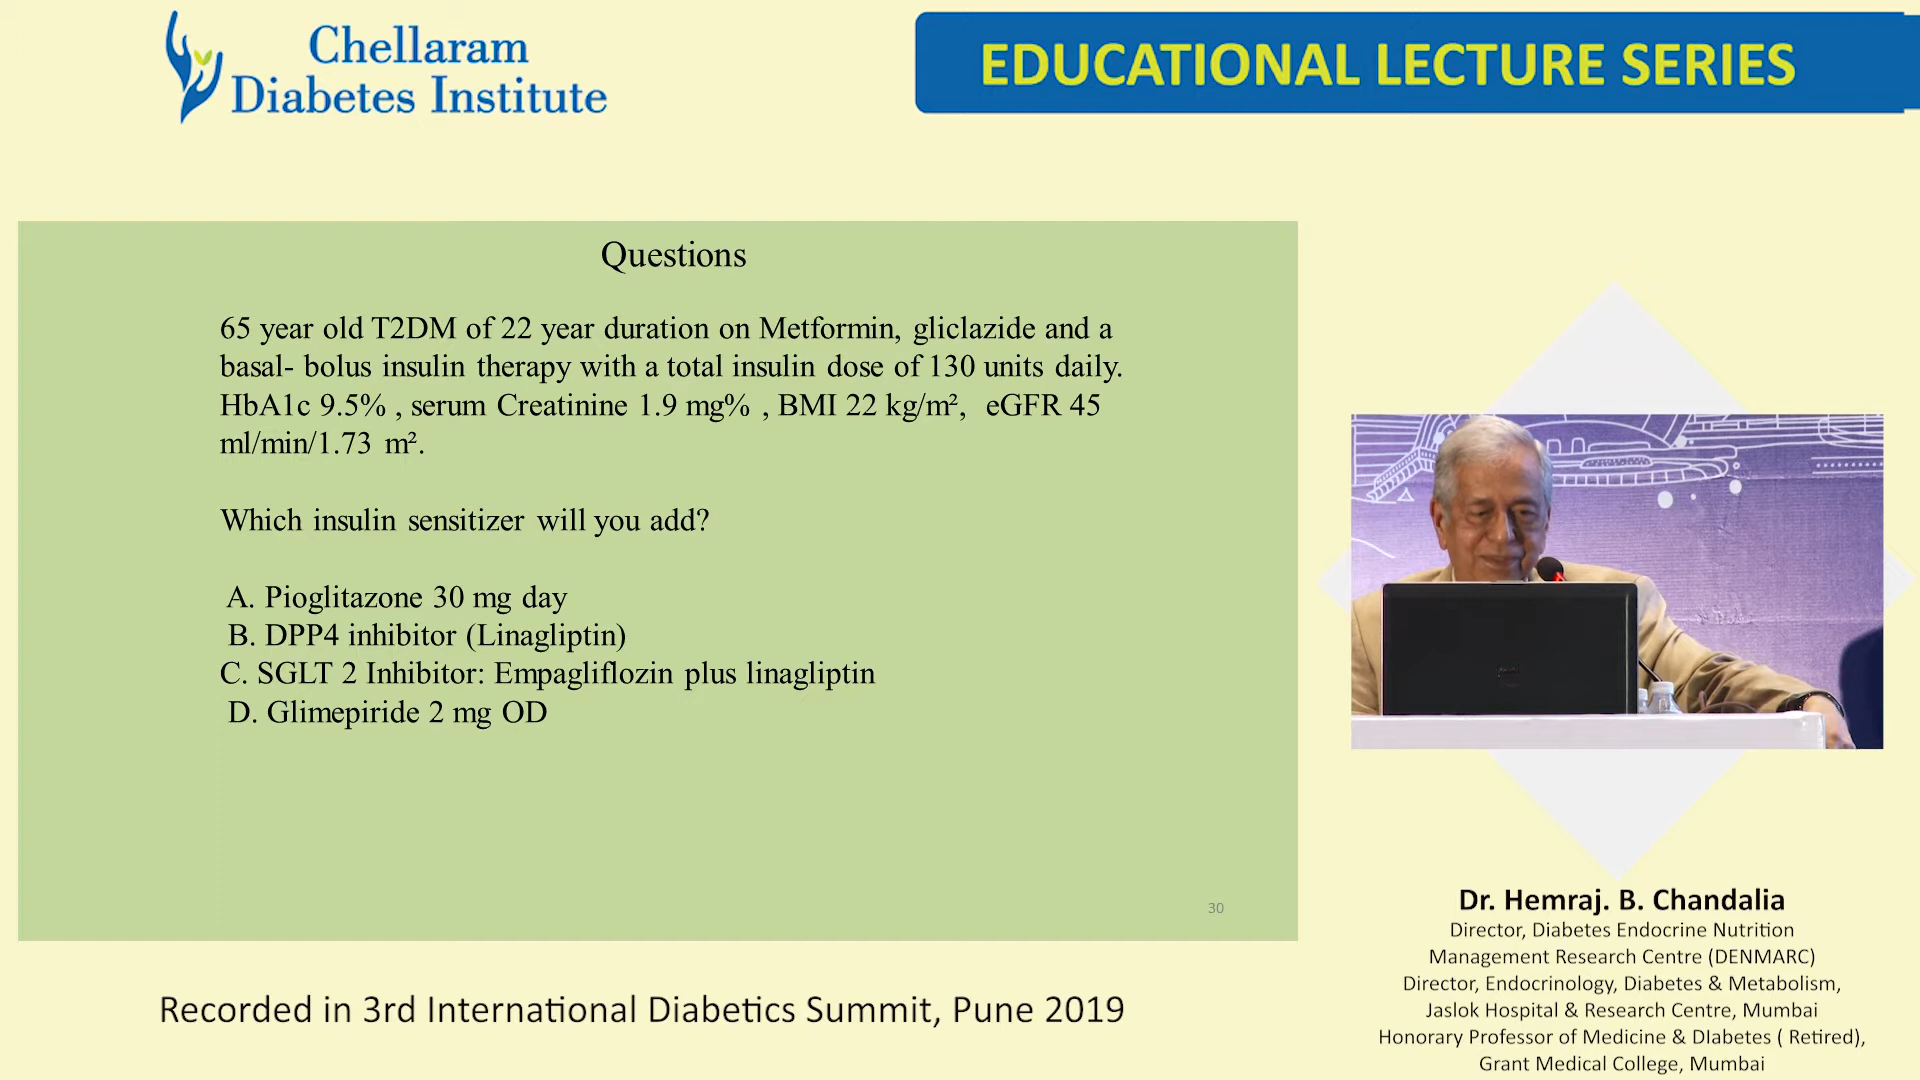 Chellaram
Diabetes Institute
EDUCATIONAL LECTURE SERIES
Questions
65 year old T2DM of 22 year duration on Metformin, gliclazide and a
basal- bolus insulin therapy with a total insulin dose of 130 units daily.
HbA1c 9.5% , serum Creatinine 1.9 mg% , BMI 22 kg/m², eGFR 45
ml/min/1.73 m².
Which insulin sensitizer will you add?
A. Pioglitazone 30 mg day
B. DPP4 inhibitor (Linagliptin)
C. SGLT 2 Inhibitor: Empagliflozin plus linagliptin
D. Glimepiride 2 mg OD
30
Dr. Hemraj. B. Chandalia
Director, Diabetes Endocrine Nutrition
Management Research Centre (DENMARC)
Director, Endocrinology, Diabetes & Metabolism,
Jaslok Hospital & Research Centre, Mumbai
Honorary Professor of Medicine & DIabetes ( Retired),
Grant Medical College, Mumbai
Recorded in 3rd International Diabetics Summit, Pune 2019